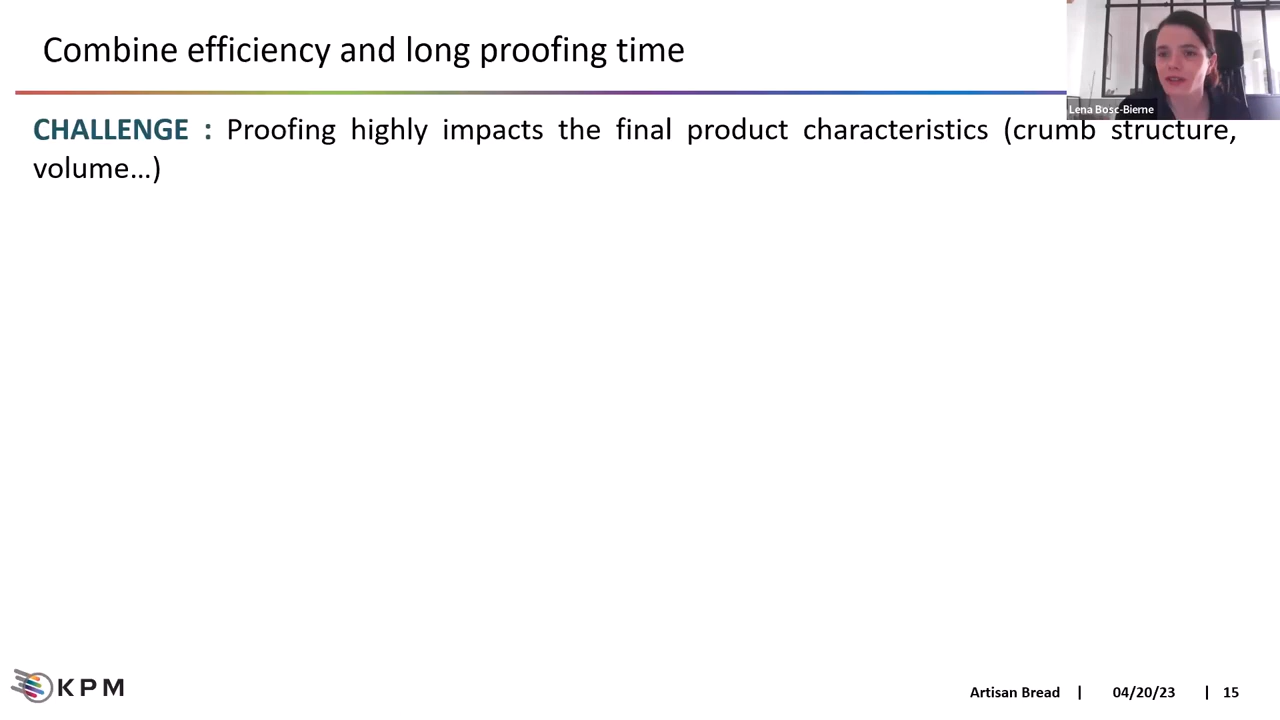 Combine efficiency and long proofing time
Lena Bosc-Bierne
CHALLENGE : Proofing highly impacts the final product characteristics (crumb structure,
volume...)
KPM
Artisan Bread | 04/20/23 | 15